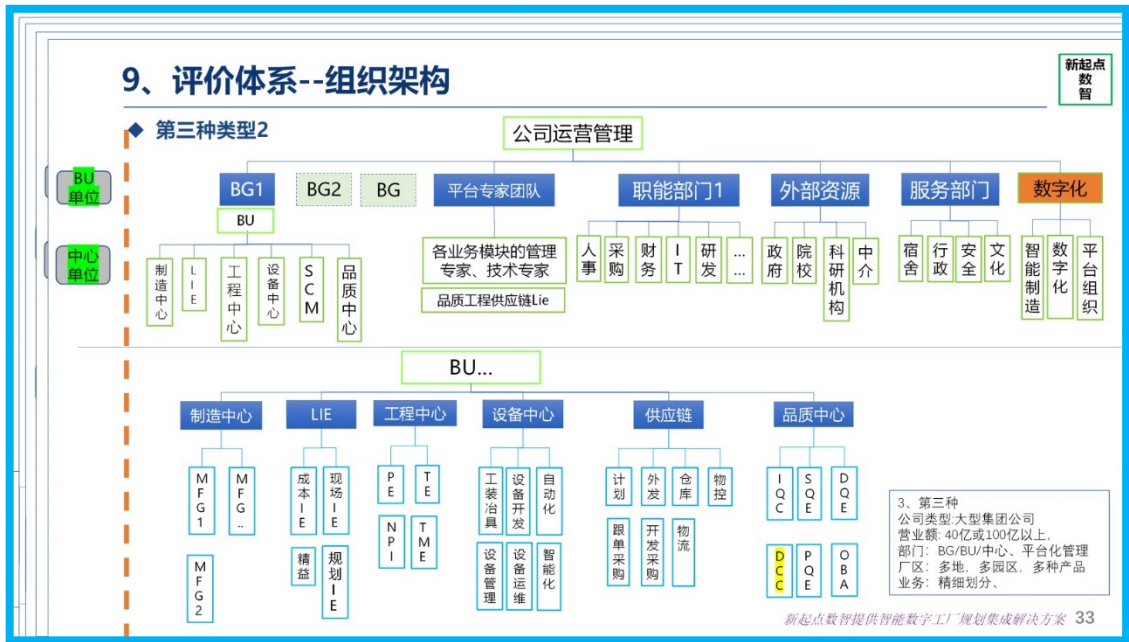 9、评价体系--组织架构
新起点
数
智
◆ 第三种类型2
公司运营管理
BU
单位
BG1
BG2
BG
平台专家团队
职能部门1
外部资源
服务部门
数字化
BU
中心
单位
制造中心
LIE
工程中心
设备中心
SCM
品质中心
各业务模块的管理
专家、技术专家
品质工程供应链Lie
人事
采购
财务
IT
研发
……
政府
院校
科研机构
中介
宿舍
行政
安全
文化
智能制造
数字化
平台组织
BU...
制造中心
LIE
工程中心
设备中心
供应链
品质中心
MFG1
MFG..
成本IE
现场IE
PE
TE
工装冶具
设备开发
自动化
计划
外发
仓库
物控
IQC
SQE
DQE
MFG2
精益
规划IE
NPI
TME
设备管理
设备运维
智能化
跟单采购
开发采购
物流
DCC
PQE
OBA
3、第三种
公司类型:大型集团公司
营业额: 40亿或100亿以上,
部门：BG/BU/中心、平台化管理
厂区：多地，多园区，多种产品
业务：精细划分、
新起点数智提供智能数字工厂规划集成解决方案 33